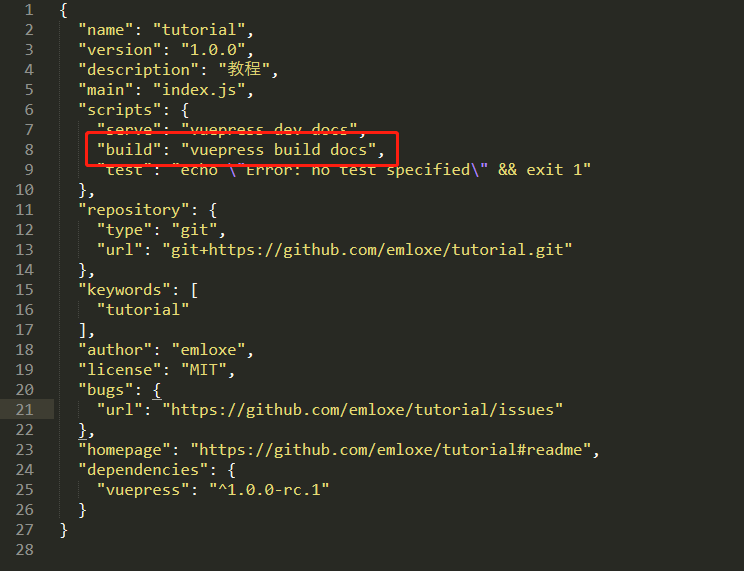 1 {
2 "name": "tutorial",
3 "version": "1.0.0",
4 "description": "教程",
5 "main": "index.js",
6 "scripts": {
7 "serve": "vuepress dev docs",
8 "build": "vuepress build docs",
9 "test": "echo \"Error: no test specified\" && exit 1"
10 },
11 "repository": {
12 "type": "git",
13 "url": "git+https://github.com/emloxe/tutorial.git"
14 },
15 "keywords": [
16 "tutorial"
17 ],
18 "author": "emloxe",
19 "license": "MIT",
20 "bugs": {
21 "url": "https://github.com/emloxe/tutorial/issues"
22 },
23 "homepage": "https://github.com/emloxe/tutorial#readme",
24 "dependencies": {
25 "vuepress": "^1.0.0-rc.1"
26 }
27 }
28